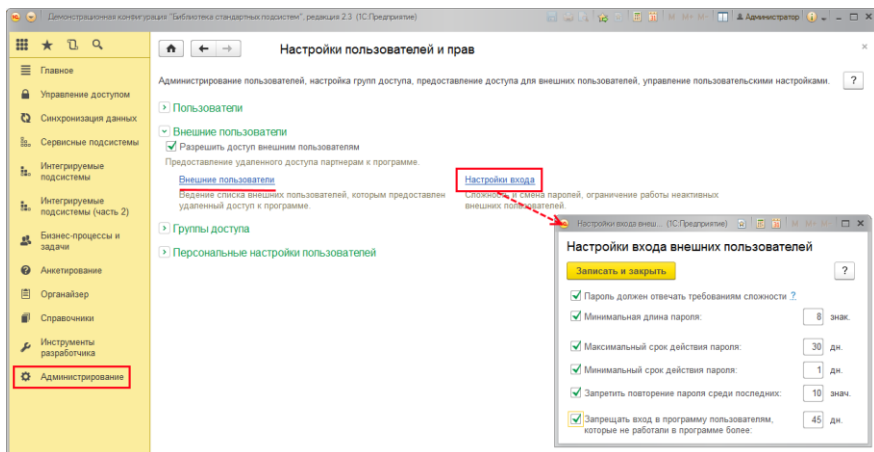 Демонстрационная конфигурация "Библиотека стандартных подсистем", редакция 2.3 (1С:Предприятие)
M M+ M-
Администратор
Главное
Управление доступом
Синхронизация данных
Сервисные подсистемы
Интегрируемые
подсистемы
Интегрируемые
подсистемы (часть 2)
Бизнес-процессы и
задачи
Анкетирование
Органайзер
Справочники
Инструменты
разработчика
Администрирование
Настройки пользователей и прав
Администрирование пользователей, настройка групп доступа, предоставление доступа для внешних пользователей, управление пользовательскими настройками.
?
Пользователи
Внешние пользователи
Разрешить доступ внешним пользователям
Предоставление удаленного доступа партнерам к программе.
Внешние пользователи
Ведение списка внешних пользователей, которым предоставлен
удаленный доступ к программе.
Настройки входа
Сложность и смена паролей, ограничение работы неактивных
внешних пользователей.
Группы доступа
Персональные настройки пользователей
Настройки входа внеш... (1С:Предприятие)
M M+ M-
Настройки входа внешних пользователей
Записать и закрыть
?
Пароль должен отвечать требованиям сложности ?
Минимальная длина пароля: 8 знак.
Максимальный срок действия пароля: 30 дн.
Минимальный срок действия пароля: 1 дн.
Запретить повторение пароля среди последних: 10 знач.
Запрещать вход в программу пользователям, 45 дн.
которые не работали в программе более: